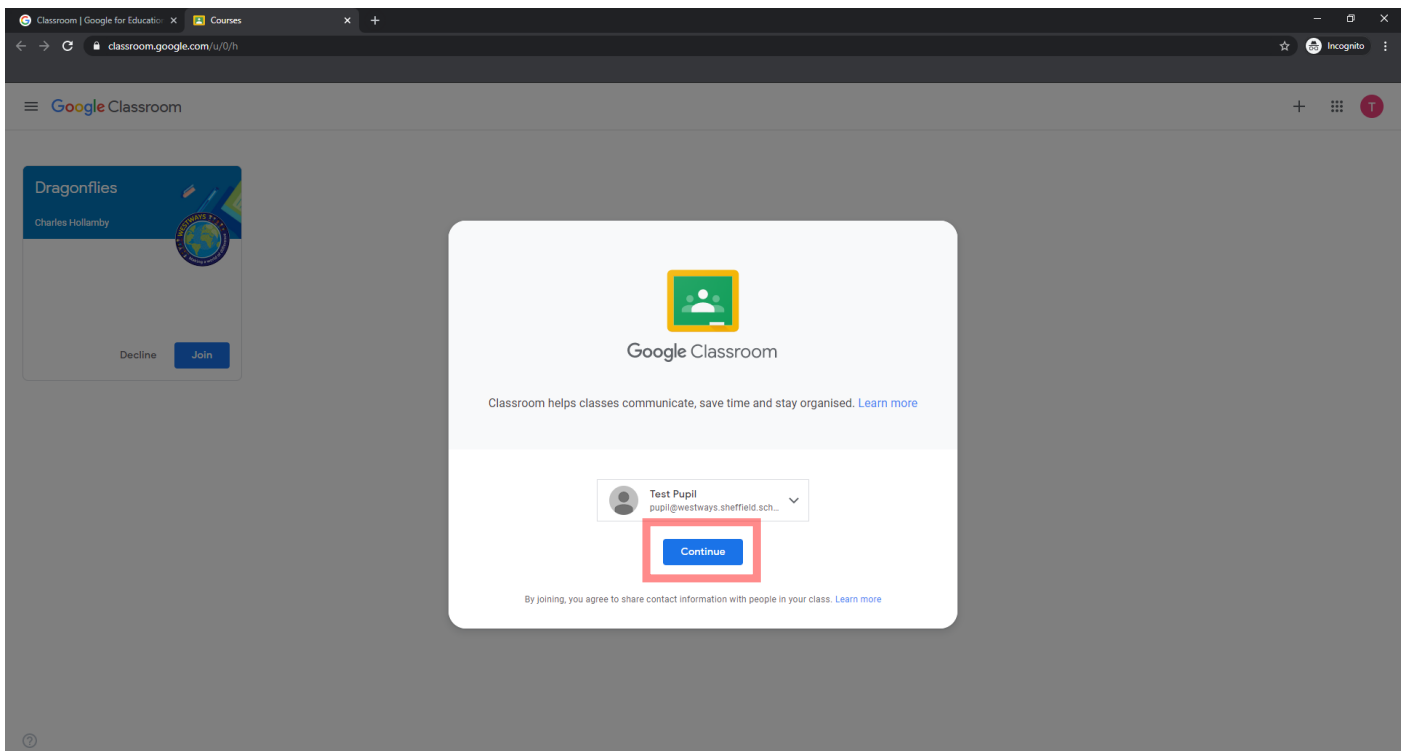 Classroom | Google for Educatio
Courses
classroom.google.com/u/0/h
Incognito
Google Classroom
T
Dragonflies
Charles Hollamby
WESTWAYS
Decline
Join
Google Classroom
Classroom helps classes communicate, save time and stay organised. Learn more
Test Pupil
pupil@westways.sheffield.sch...
Continue
By joining, you agree to share contact information with people in your class. Learn more